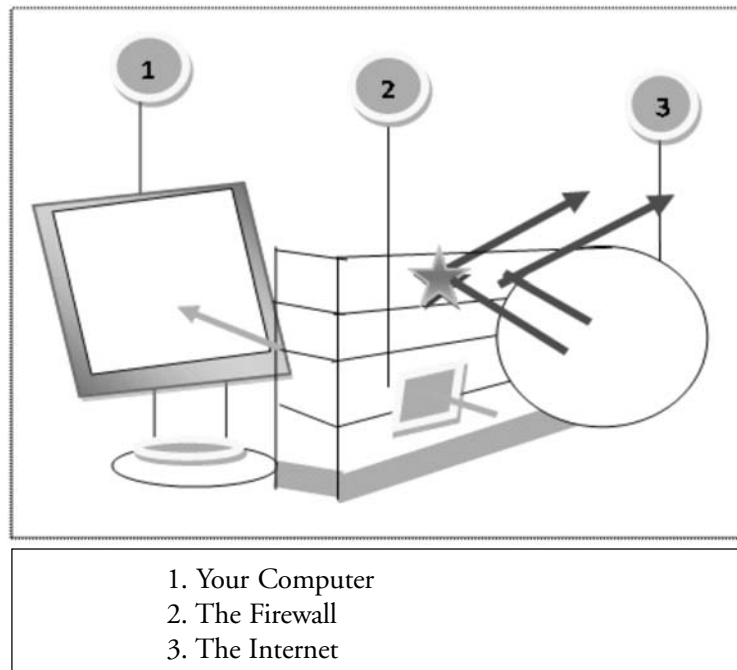 1
2
3
1. Your Computer
2. The Firewall
3. The Internet